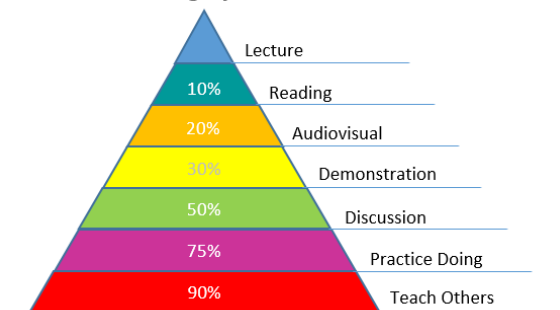 Lecture
10% Reading
20% Audiovisual
30% Demonstration
50% Discussion
75% Practice Doing
90% Teach Others